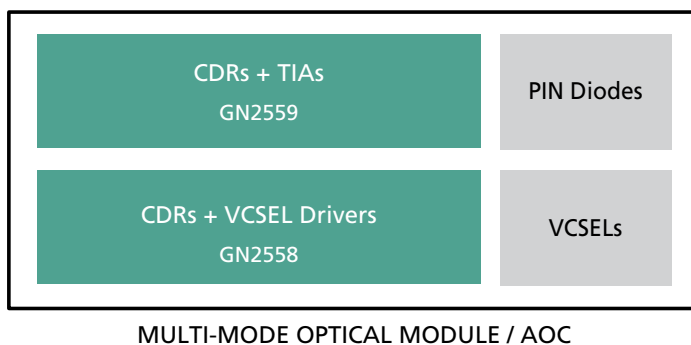 CDRs + TIAs
GN2559
PIN Diodes
CDRs + VCSEL Drivers
GN2558
VCSELs
MULTI-MODE OPTICAL MODULE / AOC